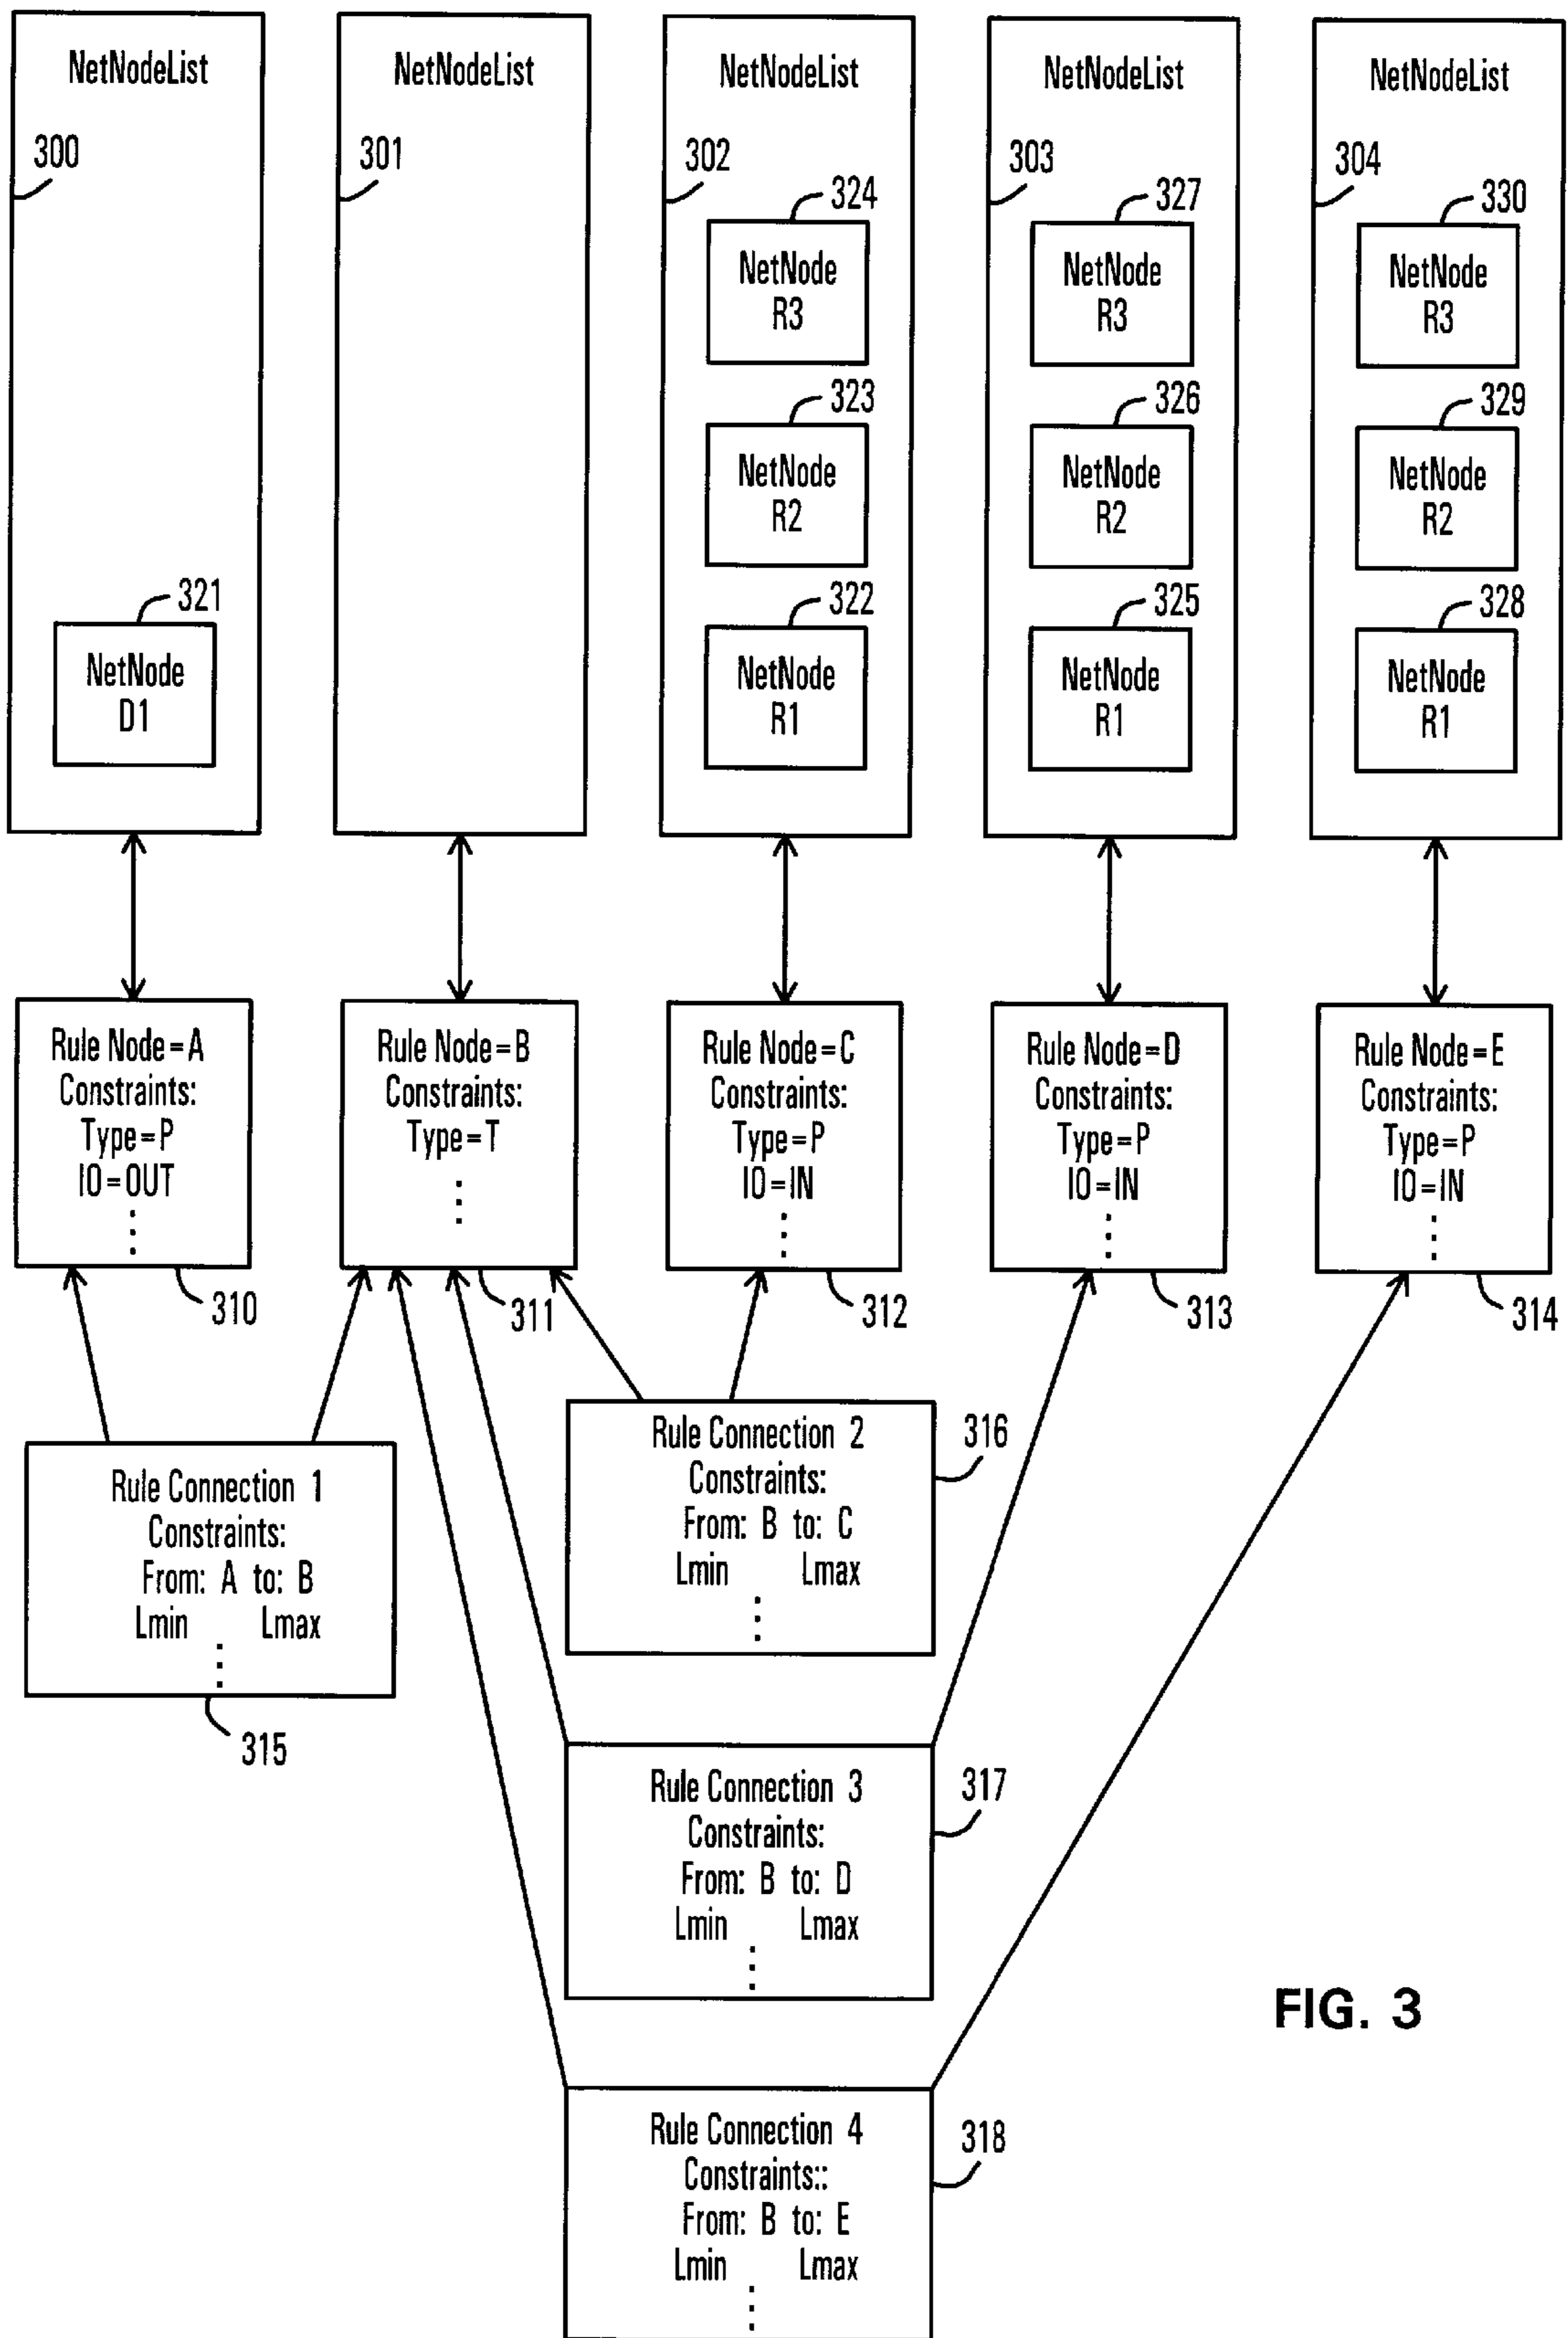 NetNodeList
300
321
NetNode
D1
NetNodeList
301
NetNodeList
302
324
NetNode
R3
323
NetNode
R2
322
NetNode
R1
NetNodeList
303
327
NetNode
R3
326
NetNode
R2
325
NetNode
R1
NetNodeList
304
330
NetNode
R3
329
NetNode
R2
328
NetNode
R1
Rule Node=A
Constraints:
Type=P
IO=OUT
310
Rule Node=B
Constraints:
Type=T
311
Rule Node=C
Constraints:
Type=P
IO=IN
312
Rule Node=D
Constraints:
Type=P
IO=IN
313
Rule Node=E
Constraints:
Type=P
IO=IN
314
Rule Connection 1
Constraints:
From: A to: B
Lmin Lmax
315
Rule Connection 2
Constraints:
From: B to: C
Lmin Lmax
316
Rule Connection 3
Constraints:
From: B to: D
Lmin Lmax
317
Rule Connection 4
Constraints::
From: B to: E
Lmin Lmax
318
FIG. 3